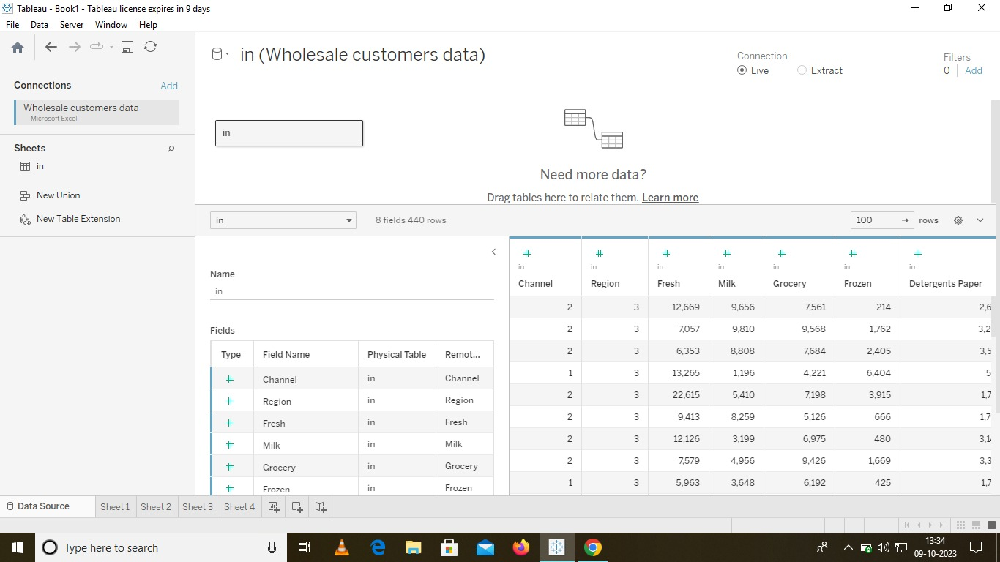 Tableau - Book1 - Tableau license expires in 9 days
File Data Server Window Help
in (Wholesale customers data)
Connection
Live Extract
Filters
0 Add
Connections Add
Wholesale customers data
Microsoft Excel
Sheets
in
New Union
New Table Extension
in
Need more data?
Drag tables here to relate them. Learn more
in 8 fields 440 rows 100 → rows
Name
in
Fields
Type Field Name Physical Table Remot...
# Channel in Channel
# Region in Region
# Fresh in Fresh
# Milk in Milk
# Grocery in Grocery
# Frozen in Frozen
# # # # # # #
in in in in in in in
Channel Region Fresh Milk Grocery Frozen Detergents Paper
2 3 12,669 9,656 7,561 214 2,6
2 3 7,057 9,810 9,568 1,762 3,2
2 3 6,353 8,808 7,684 2,405 3,5
1 3 13,265 1,196 4,221 6,404 5
2 3 22,615 5,410 7,198 3,915 1,7
2 3 9,413 8,259 5,126 666 1,7
2 3 12,126 3,199 6,975 480 3,1
2 3 7,579 4,956 9,426 1,669 3,3
1 3 5,963 3,648 6,192 425 1,7
Data Source Sheet 1 Sheet 2 Sheet 3 Sheet 4
Type here to search
13:34
09-10-2023